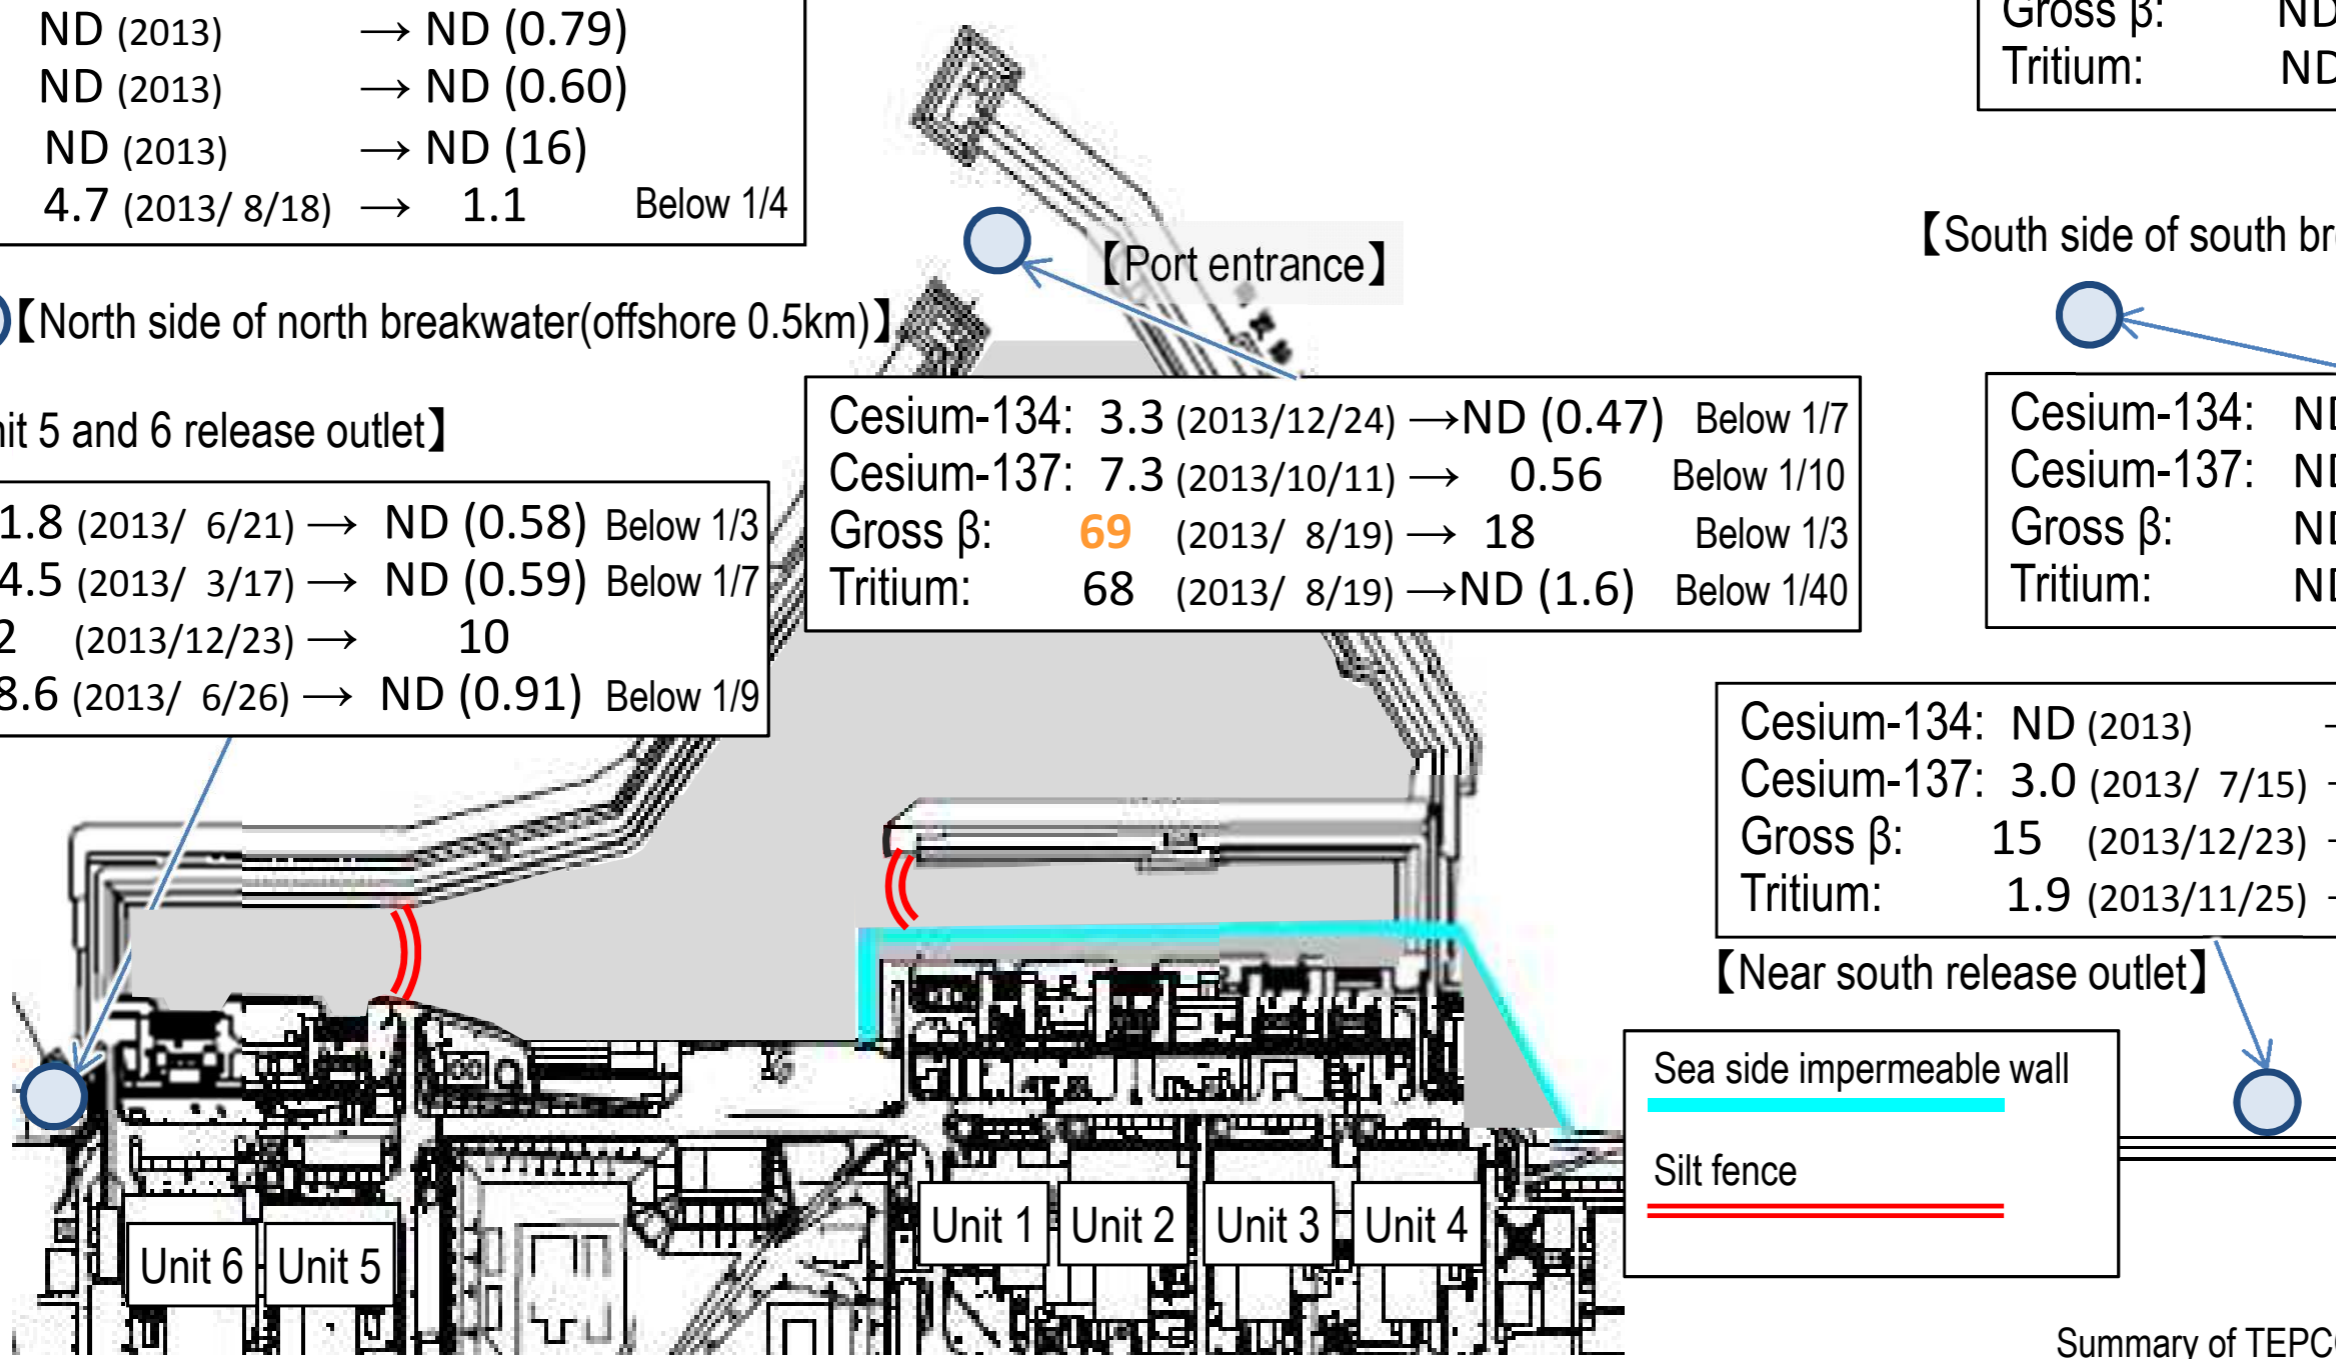 ND (2013) → ND (0.79)
ND (2013) → ND (0.60)
ND (2013) → ND (16)
4.7 (2013/ 8/18) → 1.1 Below 1/4
Gross β: ND
Tritium: ND
【Port entrance】
【South side of south
【North side of north breakwater(offshore 0.5km)】
5 and 6 release outlet】
Cesium-134: 3.3 (2013/12/24) →ND (0.47) Below 1/7
Cesium-137: 7.3 (2013/10/11) → 0.56 Below 1/10
Gross β: 69 (2013/ 8/19) → 18 Below 1/3
Tritium: 68 (2013/ 8/19) →ND (1.6) Below 1/40
Cesium-134: ND
Cesium-137: ND
Gross β: ND
Tritium: ND
1.8 (2013/ 6/21) → ND (0.58) Below 1/3
4.5 (2013/ 3/17) → ND (0.59) Below 1/7
2 (2013/12/23) → 10
8.6 (2013/ 6/26) → ND (0.91) Below 1/9
Cesium-134: ND (2013)
Cesium-137: 3.0 (2013/ 7/15)
Gross β: 15 (2013/12/23)
Tritium: 1.9 (2013/11/25)
【Near south release outlet】
Sea side impermeable wall
Silt fence
Unit 6
Unit 5
Unit 1
Unit 2
Unit 3
Unit 4
Summary of TEPCO